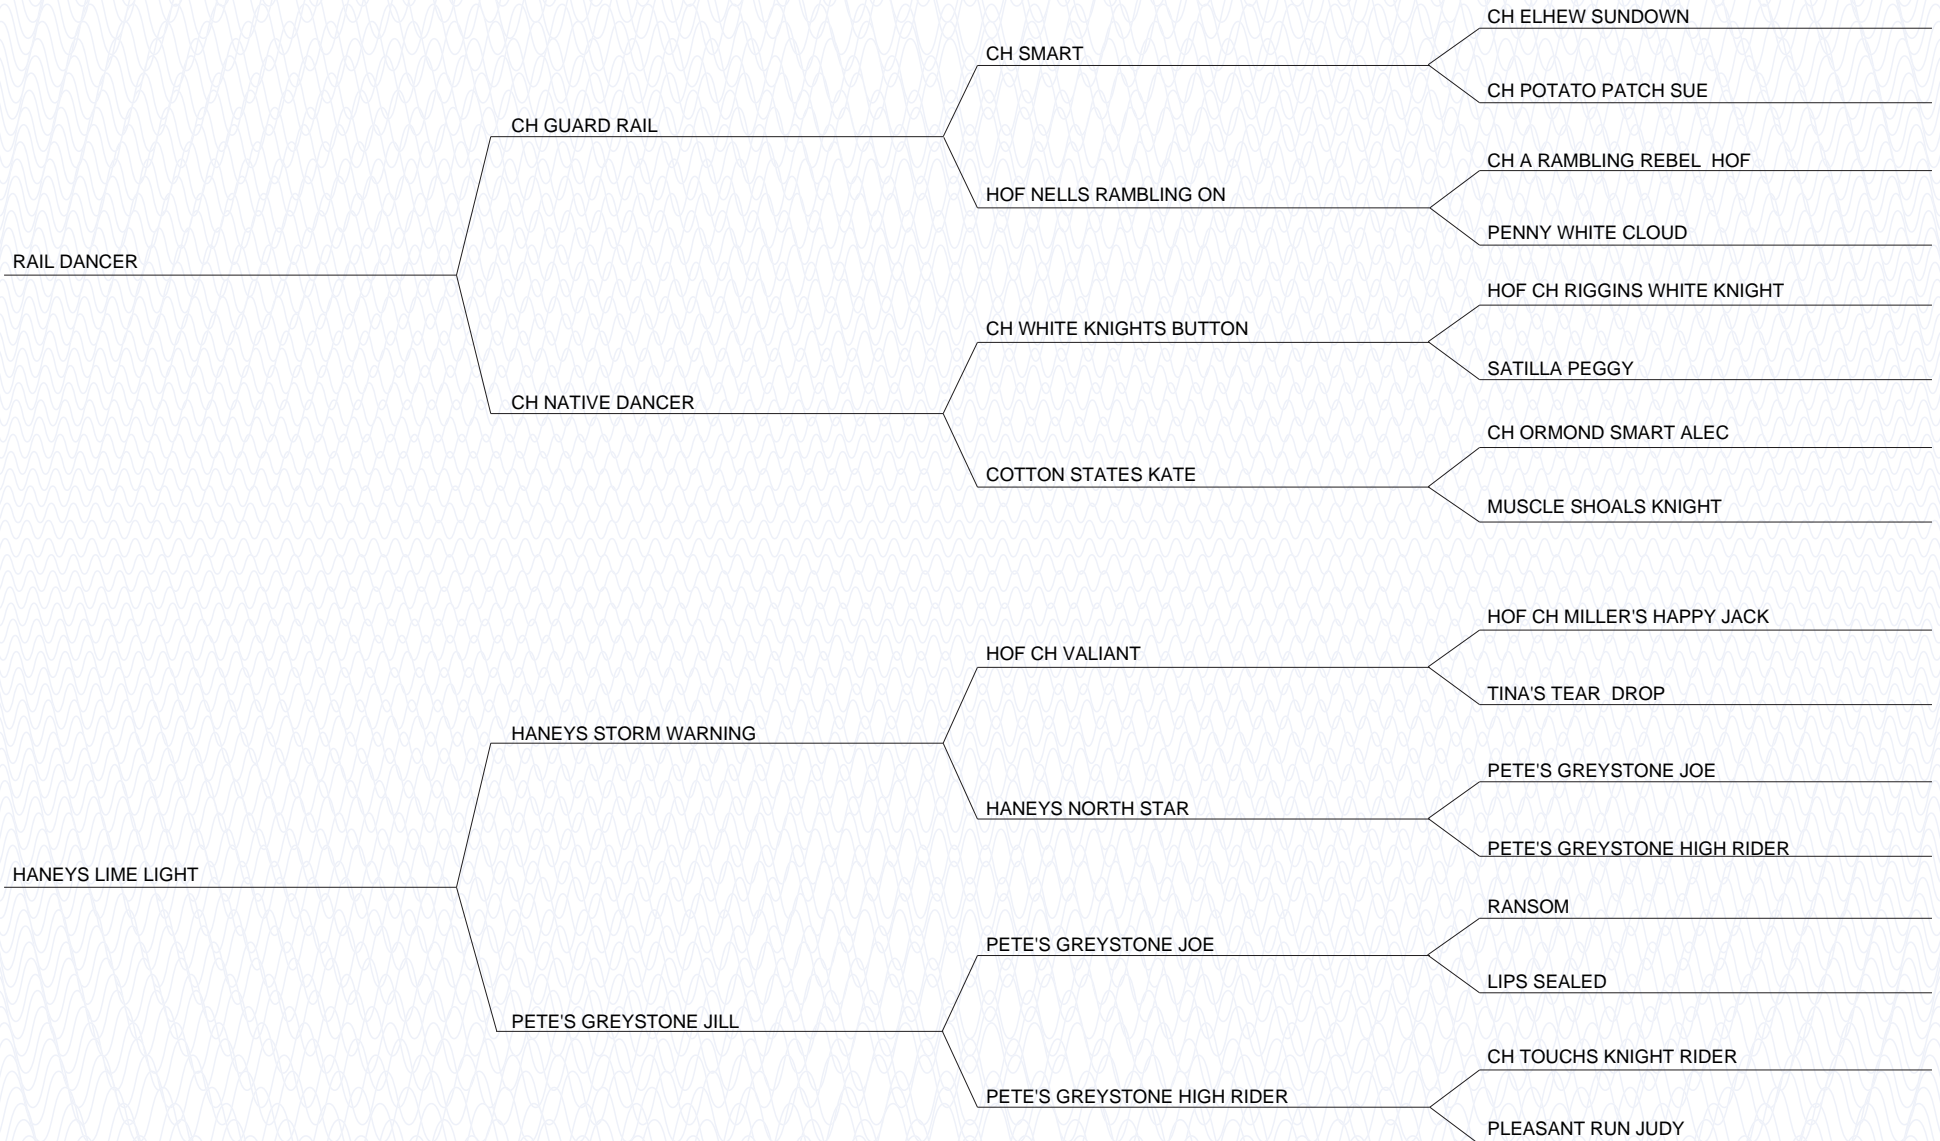 RAIL DANCER
CH GUARD RAIL
CH SMART
CH ELHEW SUNDOWN
CH POTATO PATCH SUE
HOF NELLS RAMBLING ON
CH A RAMBLING REBEL  HOF
PENNY WHITE CLOUD
CH NATIVE DANCER
CH WHITE KNIGHTS BUTTON
HOF CH RIGGINS WHITE KNIGHT
SATILLA PEGGY
COTTON STATES KATE
CH ORMOND SMART ALEC
MUSCLE SHOALS KNIGHT
HANEYS LIME LIGHT
HANEYS STORM WARNING
HOF CH VALIANT
HOF CH MILLER'S HAPPY JACK
TINA'S TEAR  DROP
HANEYS NORTH STAR
PETE'S GREYSTONE JOE
PETE'S GREYSTONE HIGH RIDER
PETE'S GREYSTONE JILL
PETE'S GREYSTONE JOE
RANSOM
LIPS SEALED
PETE'S GREYSTONE HIGH RIDER
CH TOUCHS KNIGHT RIDER
PLEASANT RUN JUDY